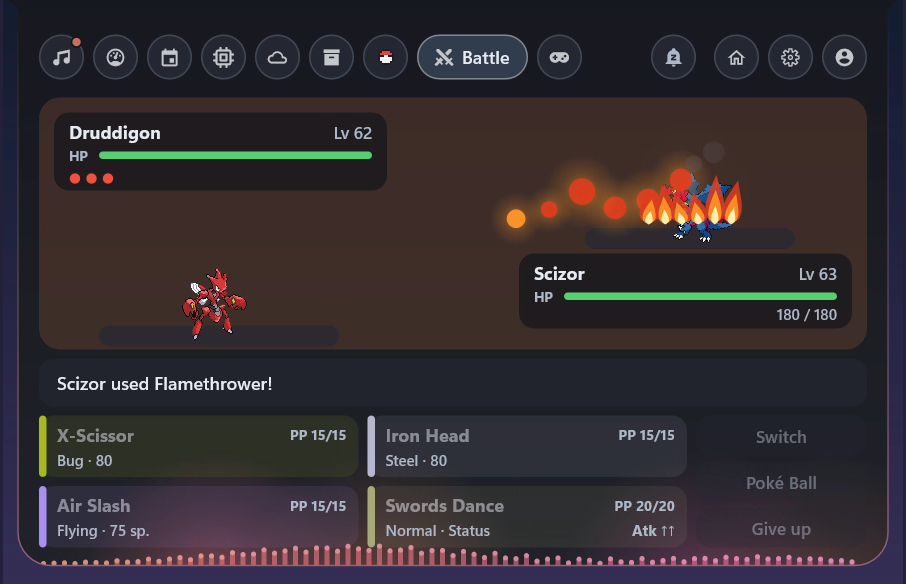 Battle
Druddigon Lv 62
HP
Scizor Lv 63
HP
180 / 180
Scizor used Flamethrower!
X-Scissor PP 15/15
Bug · 80
Iron Head PP 15/15
Steel · 80
Air Slash PP 15/15
Flying · 75 sp.
Swords Dance PP 20/20
Normal · Status Atk ↑↑
Switch
Poké Ball
Give up